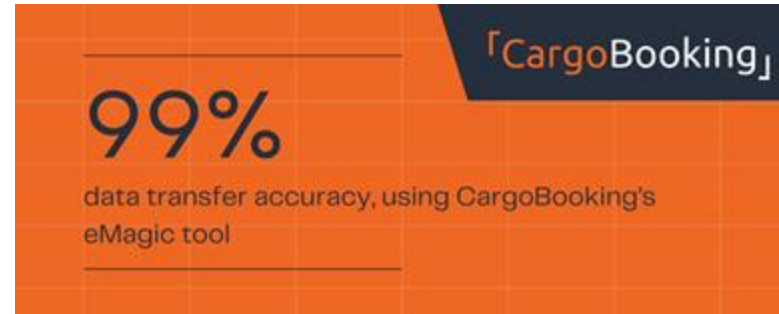 「CargoBooking」
99%
data transfer accuracy, using CargoBooking's
eMagic tool